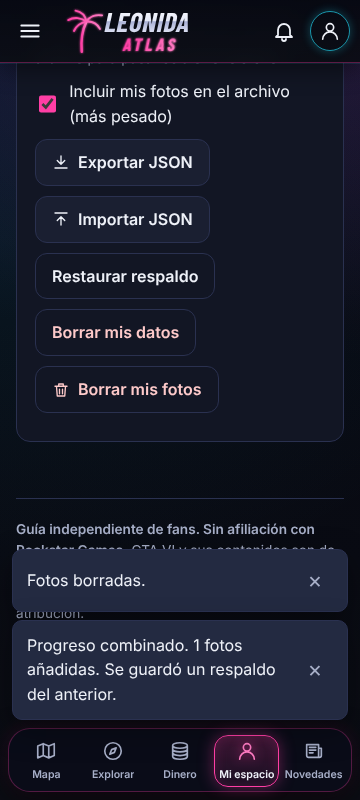 LEONIDA
ATLAS
Incluir mis fotos en el archivo
(más pesado)
Exportar JSON
Importar JSON
Restaurar respaldo
Borrar mis datos
Borrar mis fotos
Guía independiente de fans. Sin afiliación con
Fotos borradas.
atribución.
Progreso combinado. 1 fotos
añadidas. Se guardó un respaldo
del anterior.
Mapa
Explorar
Dinero
Mi espacio
Novedades